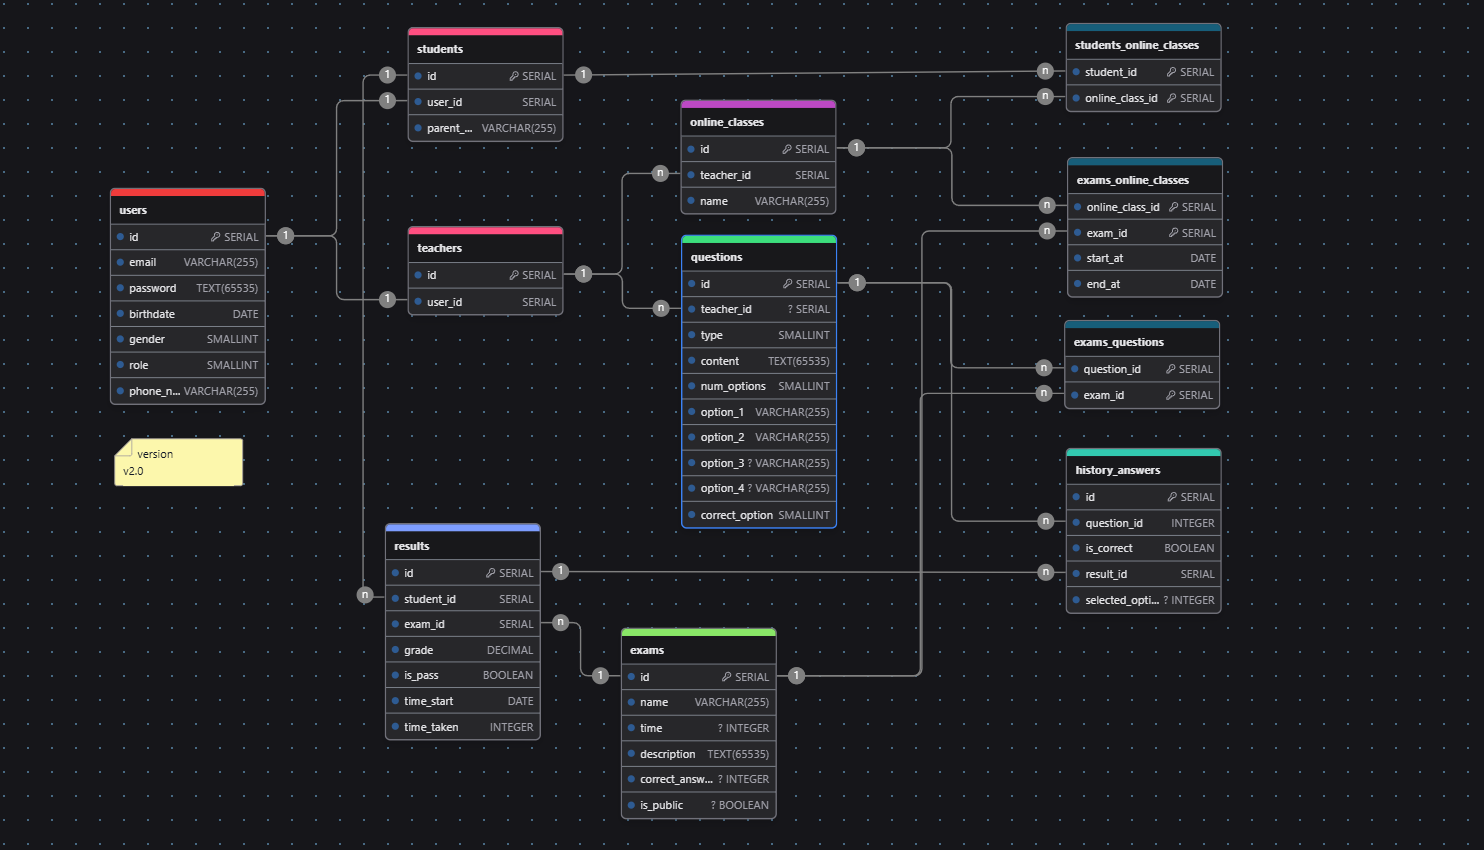 users
id SERIAL
email VARCHAR(255)
password TEXT(65535)
birthdate DATE
gender SMALLINT
role SMALLINT
phone_n... VARCHAR(255)
version
v2.0
students
id SERIAL
user_id SERIAL
parent_... VARCHAR(255)
teachers
id SERIAL
user_id SERIAL
results
id SERIAL
student_id SERIAL
exam_id SERIAL
grade DECIMAL
is_pass BOOLEAN
time_start DATE
time_taken INTEGER
online_classes
id SERIAL
teacher_id SERIAL
name VARCHAR(255)
questions
id SERIAL
teacher_id ? SERIAL
type SMALLINT
content TEXT(65535)
num_options SMALLINT
option_1 VARCHAR(255)
option_2 VARCHAR(255)
option_3 ? VARCHAR(255)
option_4 ? VARCHAR(255)
correct_option SMALLINT
exams
id SERIAL
name VARCHAR(255)
time ? INTEGER
description TEXT(65535)
correct_answ... ? INTEGER
is_public ? BOOLEAN
students_online_classes
student_id SERIAL
online_class_id SERIAL
exams_online_classes
online_class_id SERIAL
exam_id SERIAL
start_at DATE
end_at DATE
exams_questions
question_id SERIAL
exam_id SERIAL
history_answers
id SERIAL
question_id INTEGER
is_correct BOOLEAN
result_id SERIAL
selected_opti... ? INTEGER
1
1
1
1
1
n
1
1
n
n
1
n
1
1
1
1
n
n
n
n
n
n
n
n